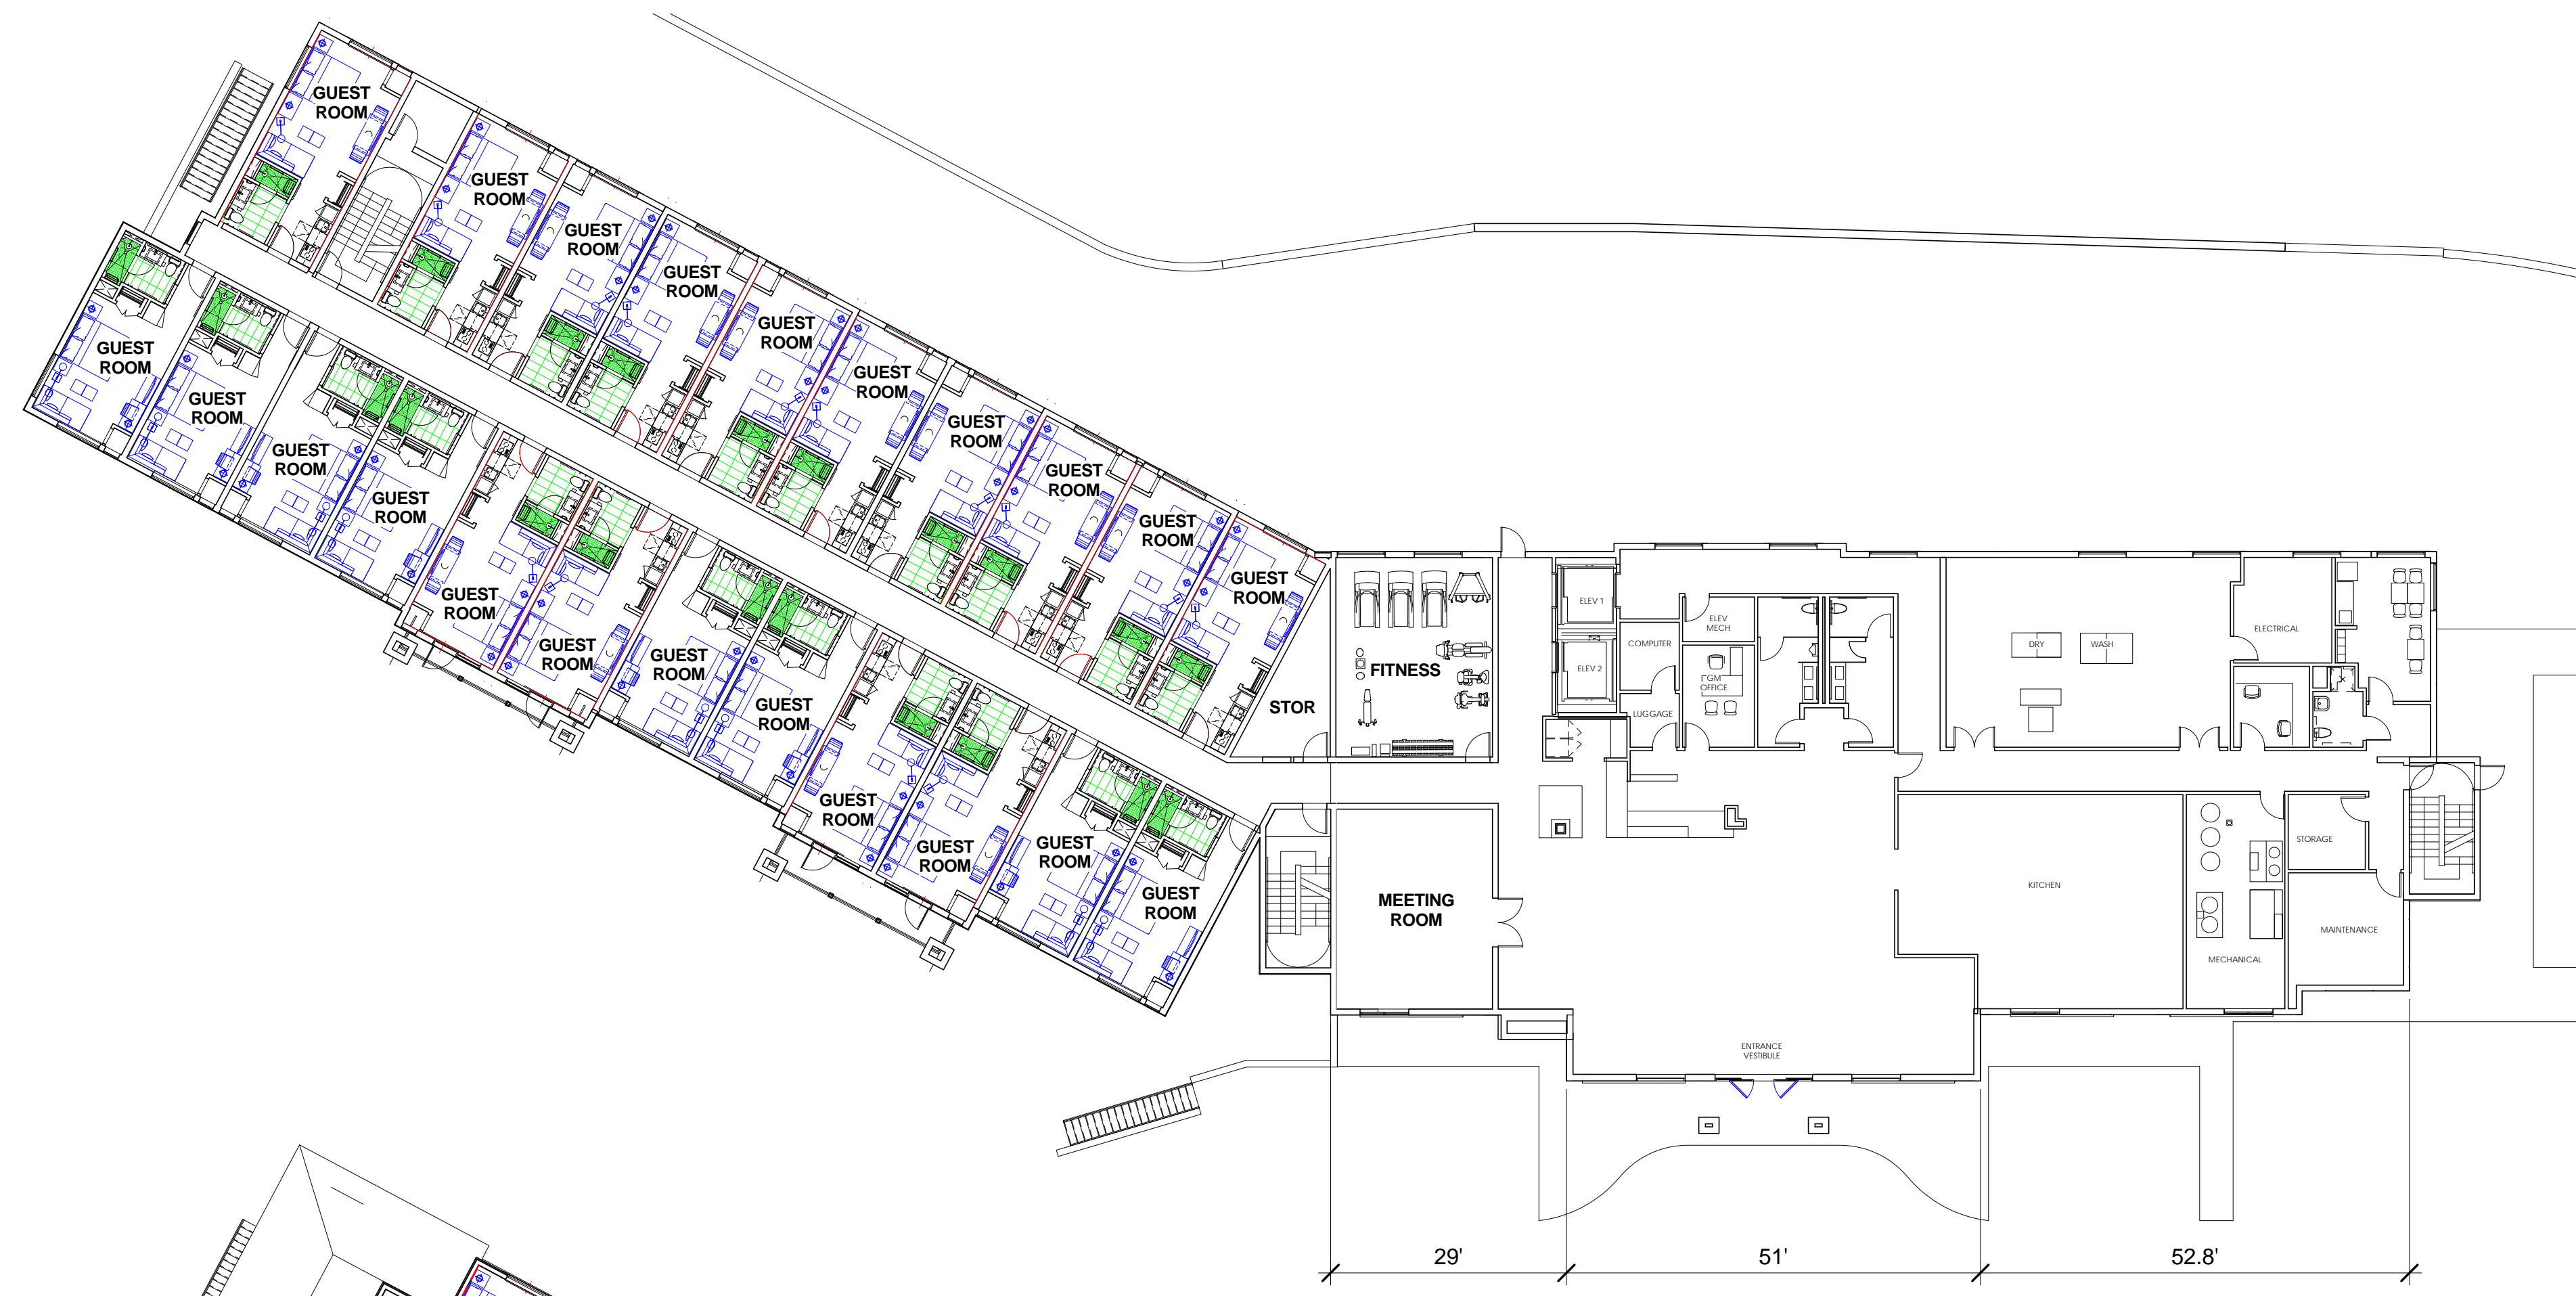 GUEST
ROOM
GUEST
ROOM
GUEST
ROOM
GUEST
ROOM
GUEST
ROOM
GUEST
ROOM
GUEST
ROOM
GUEST
ROOM
GUEST
ROOM
GUEST
ROOM
GUEST
ROOM
GUEST
ROOM
GUEST
ROOM
GUEST
ROOM
GUEST
ROOM
GUEST
ROOM
GUEST
ROOM
GUEST
ROOM
GUEST
ROOM
GUEST
ROOM
GUEST
ROOM
GUEST
ROOM
STOR
FITNESS
MEETING
ROOM
ELEV 1
ELEV 2
ELEV
MECH
COMPUTER
GM
OFFICE
LUGGAGE
DRY
WASH
ELECTRICAL
KITCHEN
STORAGE
MAINTENANCE
MECHANICAL
ENTRANCE
VESTIBULE
29'
51'
52.8'